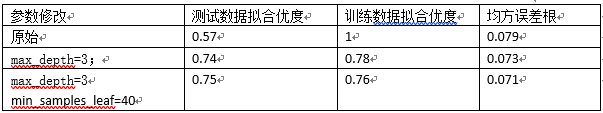 参数修改 测试数据拟合优度 训练数据拟合优度 均方误差根
原始 0.57 1 0.079
max_depth=3； 0.74 0.78 0.073
max_depth=3 0.75 0.76 0.071
min_samples_leaf=40